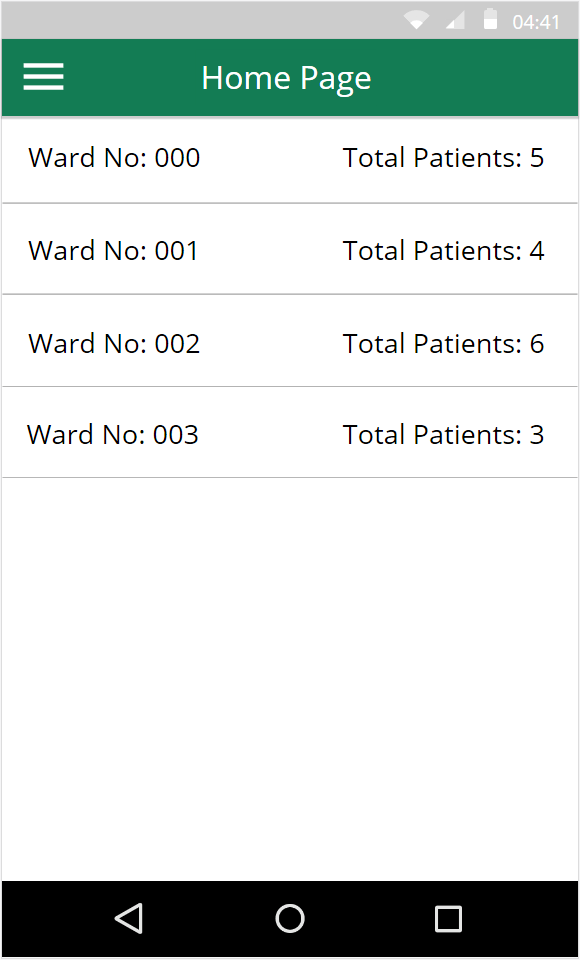 04:41
Home Page
Ward No: 000 Total Patients: 5
Ward No: 001 Total Patients: 4
Ward No: 002 Total Patients: 6
Ward No: 003 Total Patients: 3